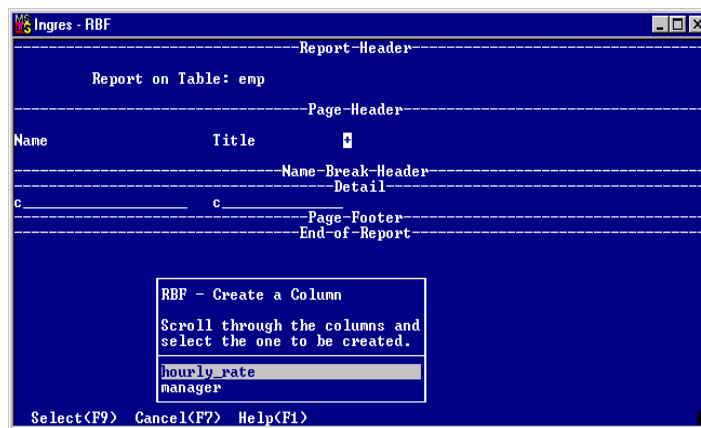 Ingres - RBF
--------------------------------Report-Header--------------------------------
Report on Table: emp
---------------------------------Page-Header---------------------------------
Name Title +
------------------------------Name-Break-Header------------------------------
------------------------------------Detail-----------------------------------
c____________________ c______________
---------------------------------Page-Footer---------------------------------
--------------------------------End-of-Report--------------------------------
RBF - Create a Column
Scroll through the columns and
select the one to be created.
hourly_rate
manager
Select(F9) Cancel(F7) Help(F1)